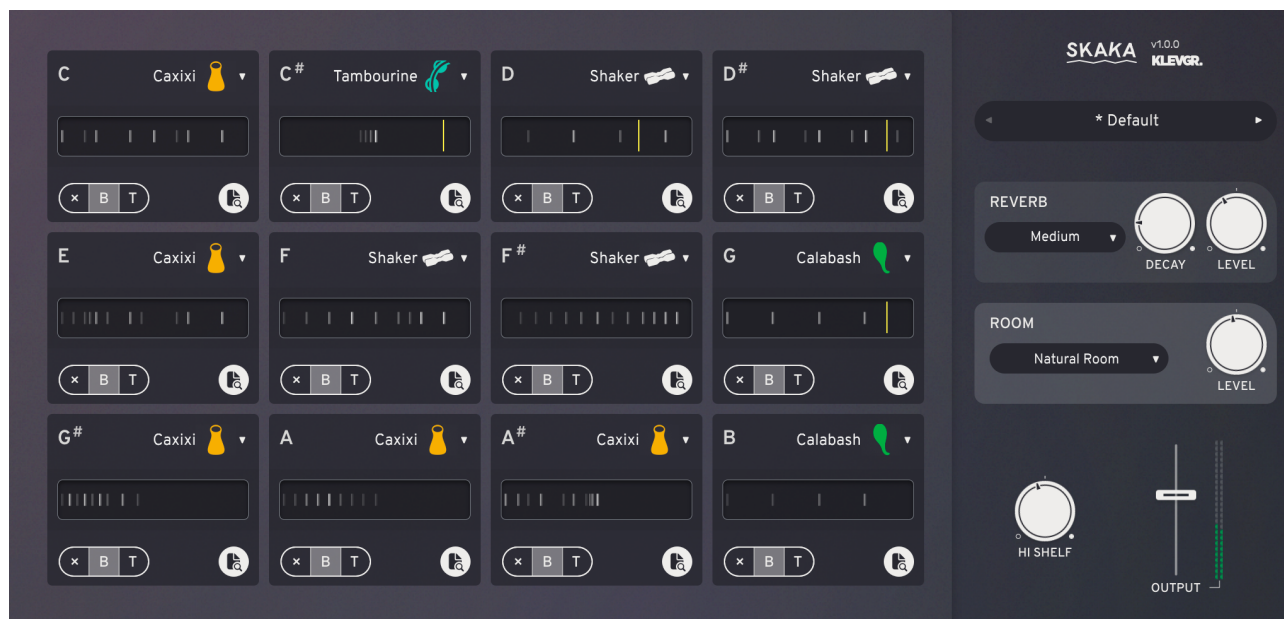 SKAKA v1.0.0
KLEVGR.
* Default
C Caxixi
× B T
C# Tambourine
× B T
D Shaker
× B T
D# Shaker
× B T
E Caxixi
× B T
F Shaker
× B T
F# Shaker
× B T
G Calabash
× B T
G# Caxixi
× B T
A Caxixi
× B T
A# Caxixi
× B T
B Calabash
× B T
REVERB
Medium
DECAY LEVEL
ROOM
Natural Room
LEVEL
HI SHELF
OUTPUT